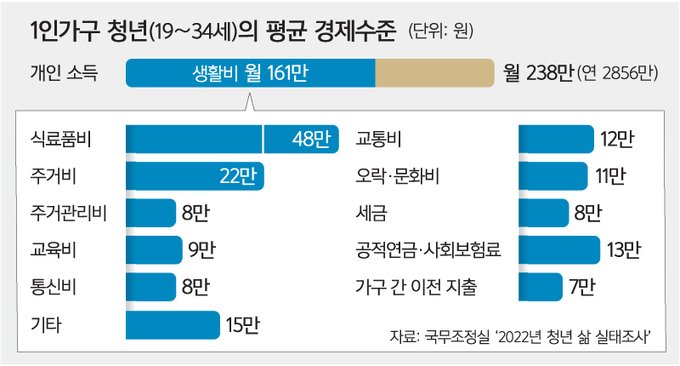 1인가구 청년(19~34세)의 평균 경제수준 (단위: 원)
개인 소득 생활비 월 161만 월 238만(연 2856만)
식료품비 48만
주거비 22만
주거관리비 8만
교육비 9만
통신비 8만
기타 15만
교통비 12만
오락·문화비 11만
세금 8만
공적연금·사회보험료 13만
가구 간 이전 지출 7만
자료: 국무조정실 ‘2022년 청년 삶 실태조사’